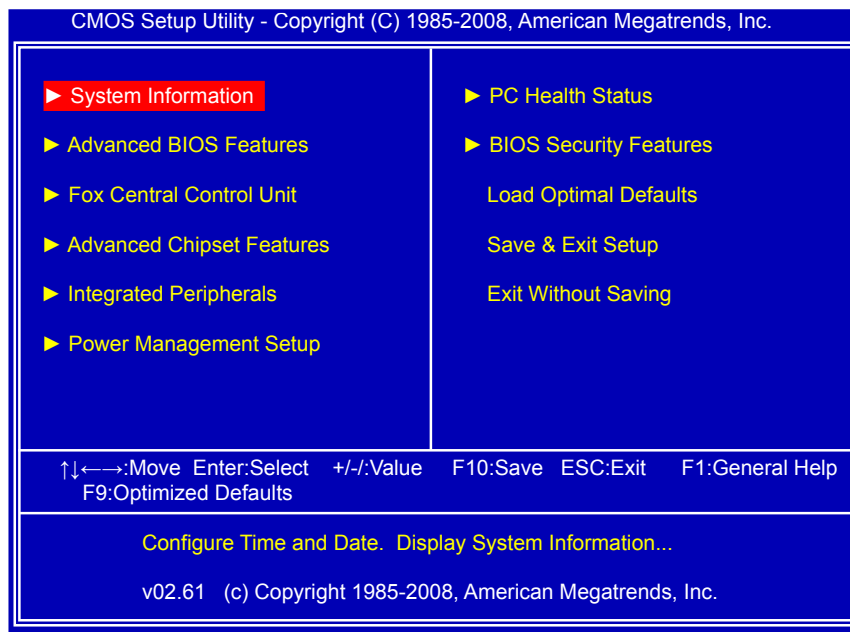 CMOS Setup Utility - Copyright (C) 1985-2008, American Megatrends, Inc.
► System Information
► Advanced BIOS Features
► Fox Central Control Unit
► Advanced Chipset Features
► Integrated Peripherals
► Power Management Setup
► PC Health Status
► BIOS Security Features
Load Optimal Defaults
Save & Exit Setup
Exit Without Saving
↑↓←→:Move Enter:Select +/-/:Value F10:Save ESC:Exit F1:General Help
F9:Optimized Defaults
Configure Time and Date. Display System Information...
v02.61 (c) Copyright 1985-2008, American Megatrends, Inc.